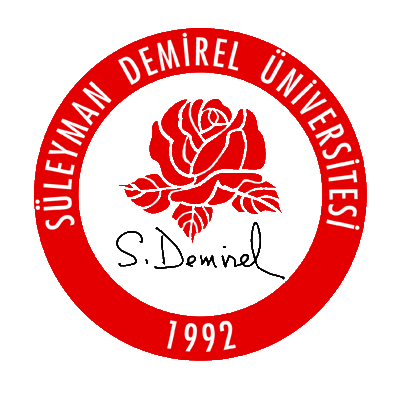 SÜLEYMAN DEMİREL ÜNİVERSİTESİ
S. Demirel
1992